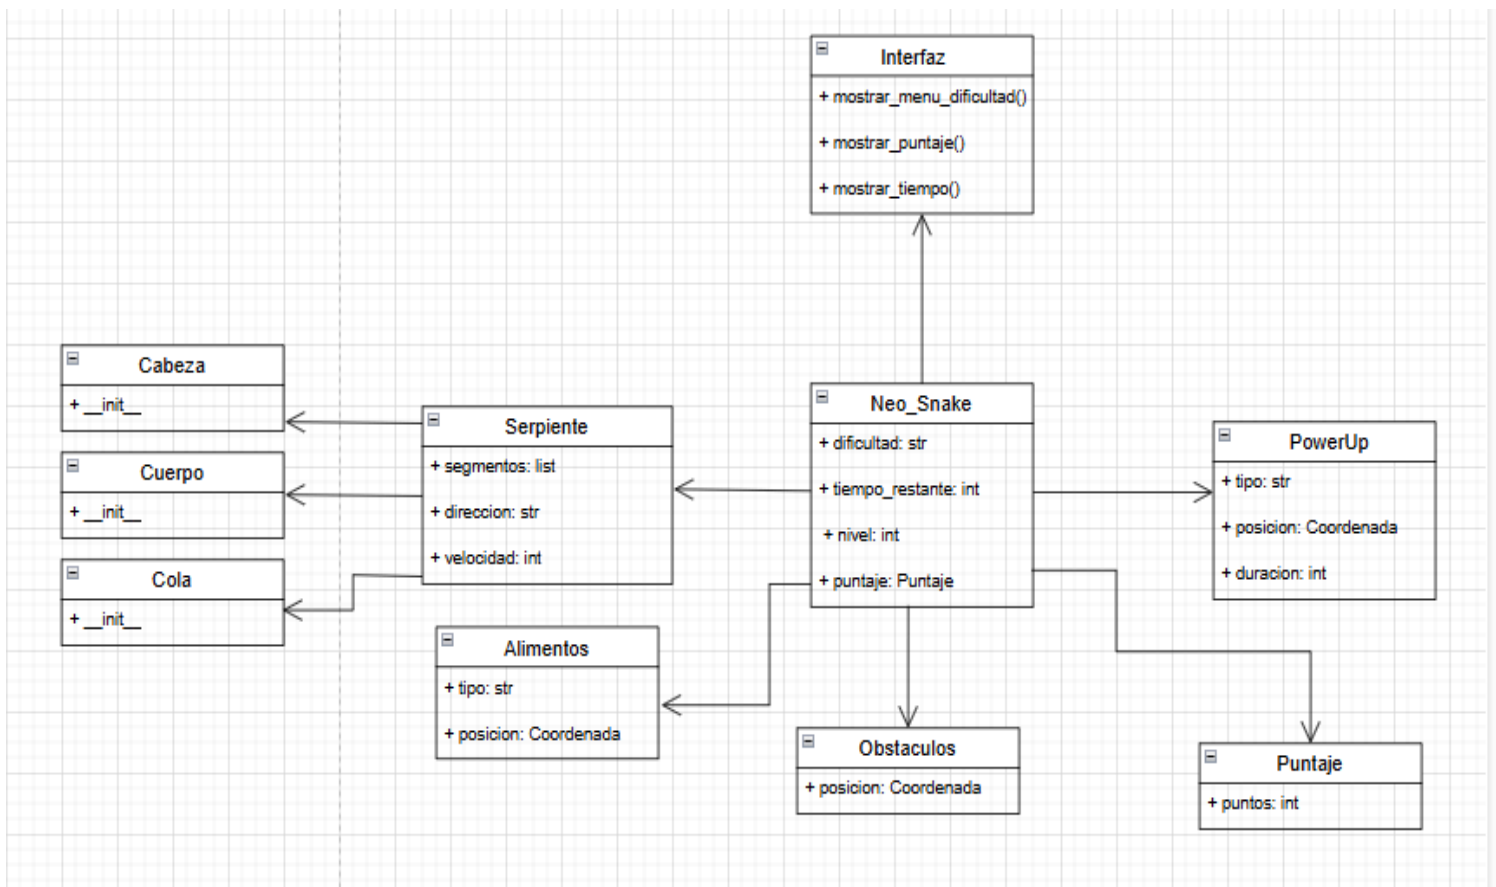 Interfaz
+ mostrar_menu_dificultad()
+ mostrar_puntaje()
+ mostrar_tiempo()
Cabeza
+ __init__
Cuerpo
+ __init__
Cola
+ __init__
Serpiente
+ segmentos: list
+ direccion: str
+ velocidad: int
Neo_Snake
+ dificultad: str
+ tiempo_restante: int
+ nivel: int
+ puntaje: Puntaje
PowerUp
+ tipo: str
+ posicion: Coordenada
+ duracion: int
Alimentos
+ tipo: str
+ posicion: Coordenada
Obstaculos
+ posicion: Coordenada
Puntaje
+ puntos: int